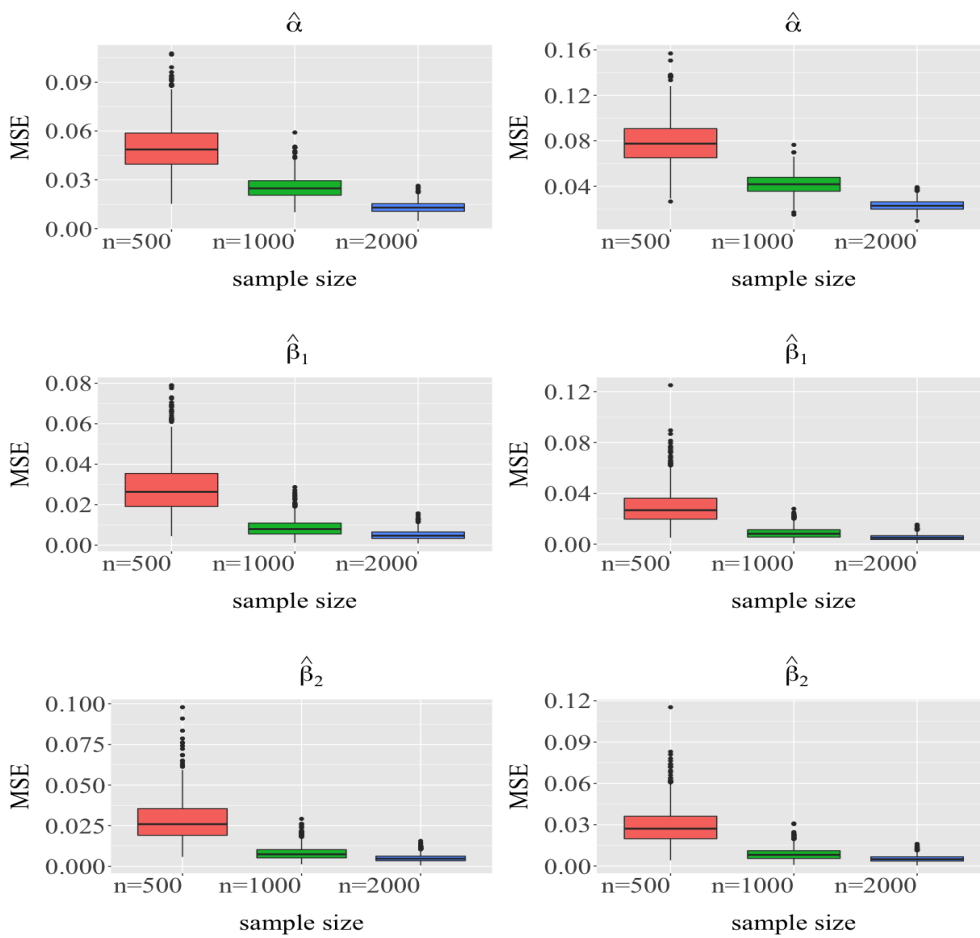 α̂
MSE
0.09
0.06
0.03
0.00
n=500 n=1000 n=2000
sample size
α̂
MSE
0.16
0.12
0.08
0.04
n=500 n=1000 n=2000
sample size
β̂₁
MSE
0.08
0.06
0.04
0.02
0.00
n=500 n=1000 n=2000
sample size
β̂₁
MSE
0.12
0.08
0.04
0.00
n=500 n=1000 n=2000
sample size
β̂₂
MSE
0.100
0.075
0.050
0.025
0.000
n=500 n=1000 n=2000
sample size
β̂₂
MSE
0.12
0.09
0.06
0.03
0.00
n=500 n=1000 n=2000
sample size